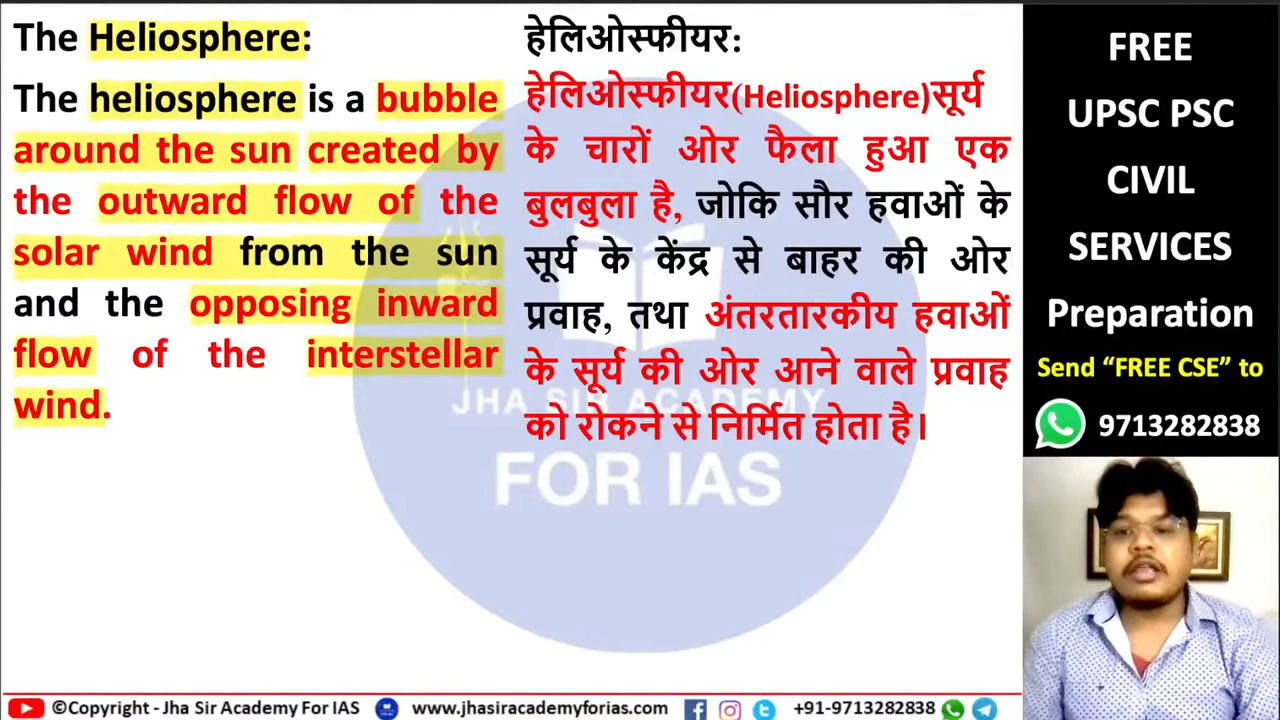 The Heliosphere:
The heliosphere is a bubble
around the sun created by
the outward flow of the
solar wind from the sun
and the opposing inward
flow of the interstellar
wind.
हेलिओस्फीयर:
हेलिओस्फीयर(Heliosphere)सूर्य
के चारों ओर फैला हुआ एक
बुलबुला है, जोकि सौर हवाओं के
सूर्य के केंद्र से बाहर की ओर
प्रवाह, तथा अंतरतारकीय हवाओं
के सूर्य की ओर आने वाले प्रवाह
को रोकने से निर्मित होता है।
JHA SIR ACADEMY
FOR IAS
FREE
UPSC PSC
CIVIL
SERVICES
Preparation
Send “FREE CSE” to
9713282838
©Copyright - Jha Sir Academy For IAS
www.jhasiracademyforias.com
+91-9713282838